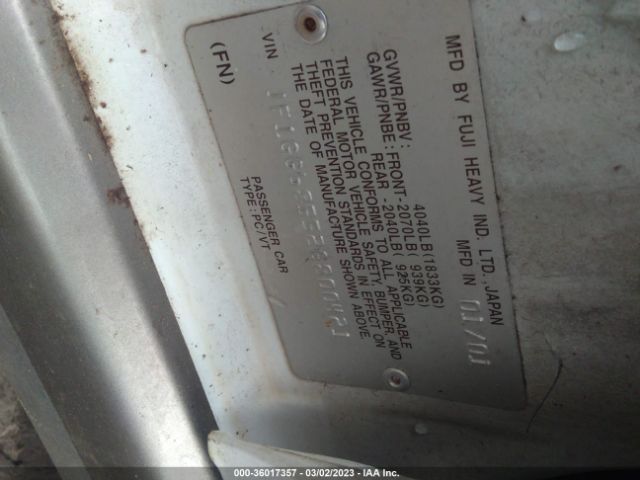 MFD BY FUJI HEAVY IND. LTD., JAPAN
MFD IN 01/01
GVWR/PNBV: 4040LB(1833KG)
GAWR/PNBE: FRONT-2070LB( 939KG)
REAR -2040LB( 925KG)
THIS VEHICLE CONFORMS TO ALL APPLICABLE
FEDERAL MOTOR VEHICLE SAFETY, BUMPER, AND
THEFT PREVENTION STANDARDS IN EFFECT ON
THE DATE OF MANUFACTURE SHOWN ABOVE.
VIN
PASSENGER CAR
TYPE: PC/VT
(FN)
000-36017357 - 03/02/2023 - IAA Inc.